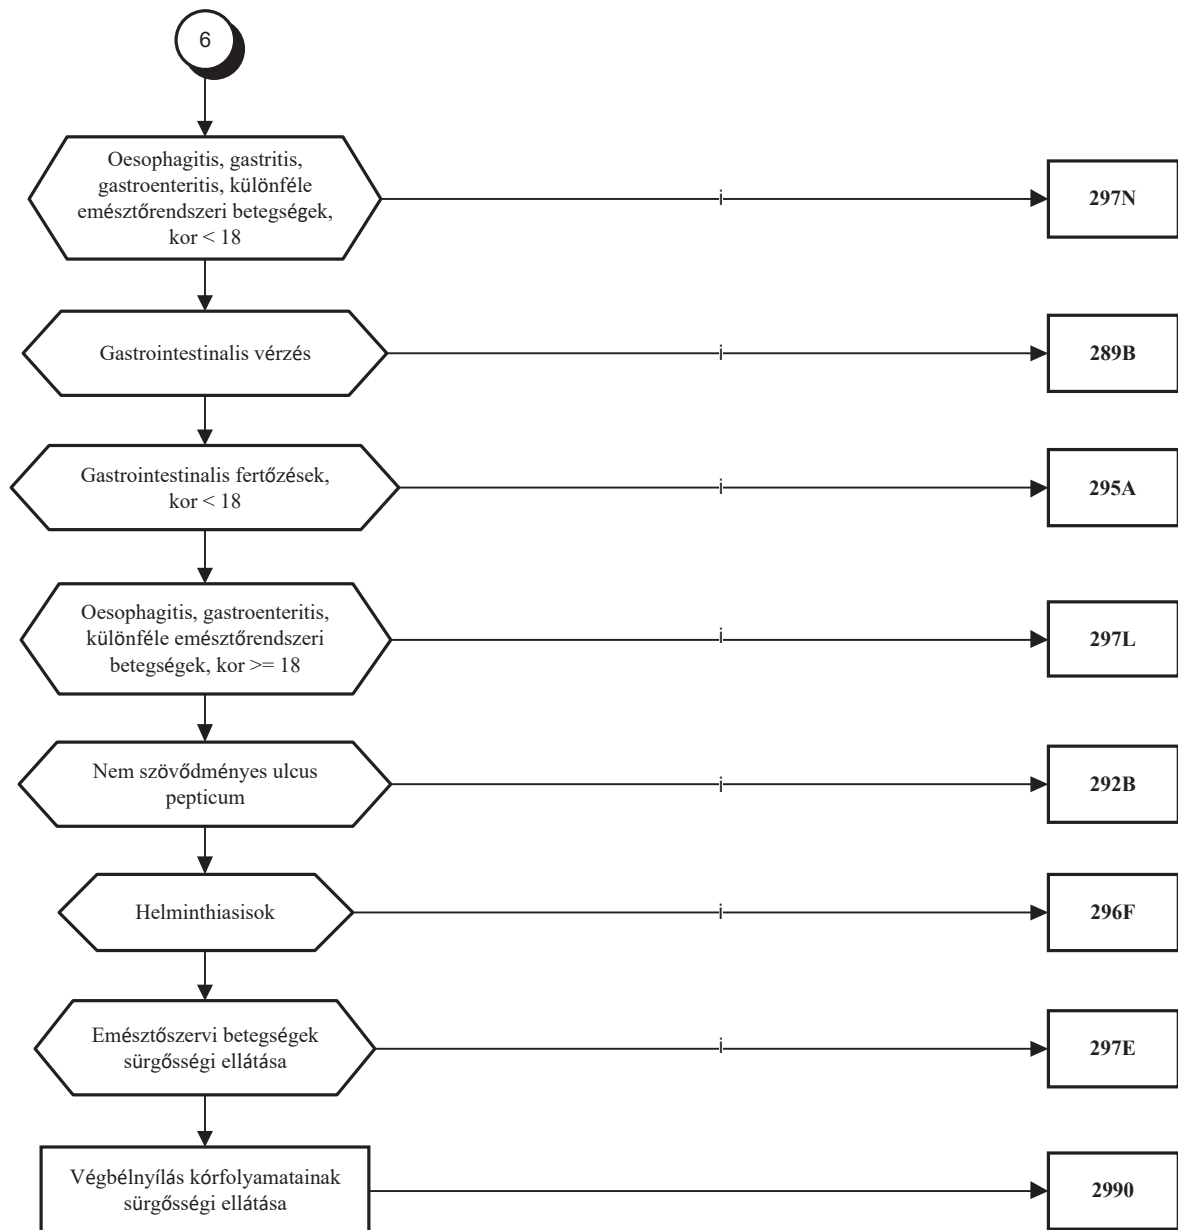 6
Oesophagitis, gastritis,
gastroenteritis, különféle
emésztőrendszeri betegségek,
kor < 18
i
297N
Gastrointestinalis vérzés
i
289B
Gastrointestinalis fertőzések,
kor < 18
i
295A
Oesophagitis, gastroenteritis,
különféle emésztőrendszeri
betegségek, kor >= 18
i
297L
Nem szövődményes ulcus
pepticum
i
292B
Helminthiasisok
i
296F
Emésztőszervi betegségek
sürgősségi ellátása
i
297E
Végbélnyílás kórfolyamatainak
sürgősségi ellátása
2990